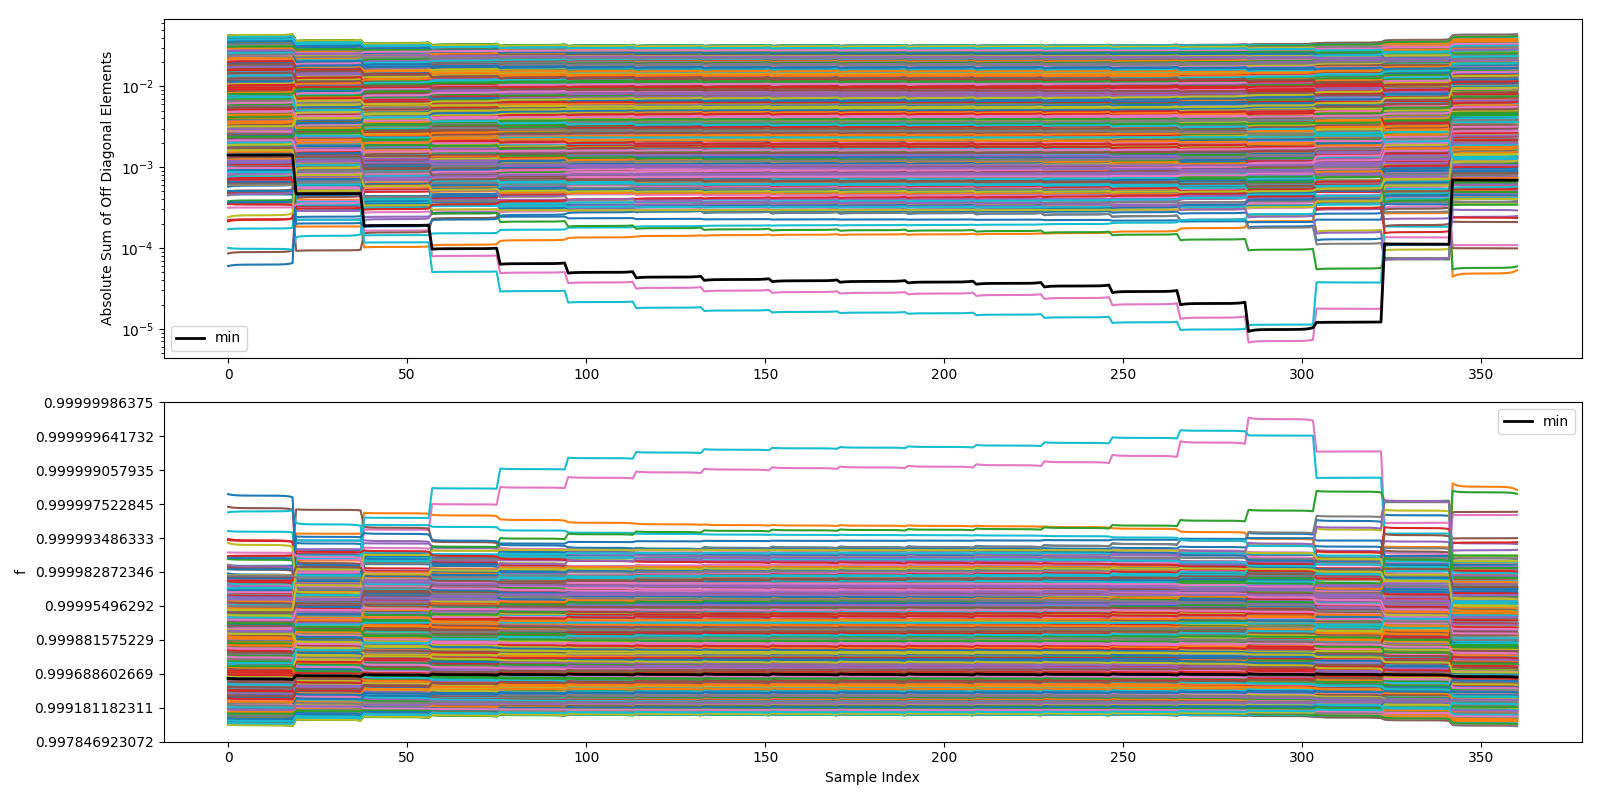 Absolute Sum of Off Diagonal Elements
10⁻²
10⁻³
10⁻⁴
10⁻⁵
min
0 50 100 150 200 250 300 350
f
0.99999986375
0.999999641732
0.999999057935
0.999997522845
0.999993486333
0.999982872346
0.99995496292
0.999881575229
0.999688602669
0.999181182311
0.997846923072
min
0 50 100 150 200 250 300 350
Sample Index